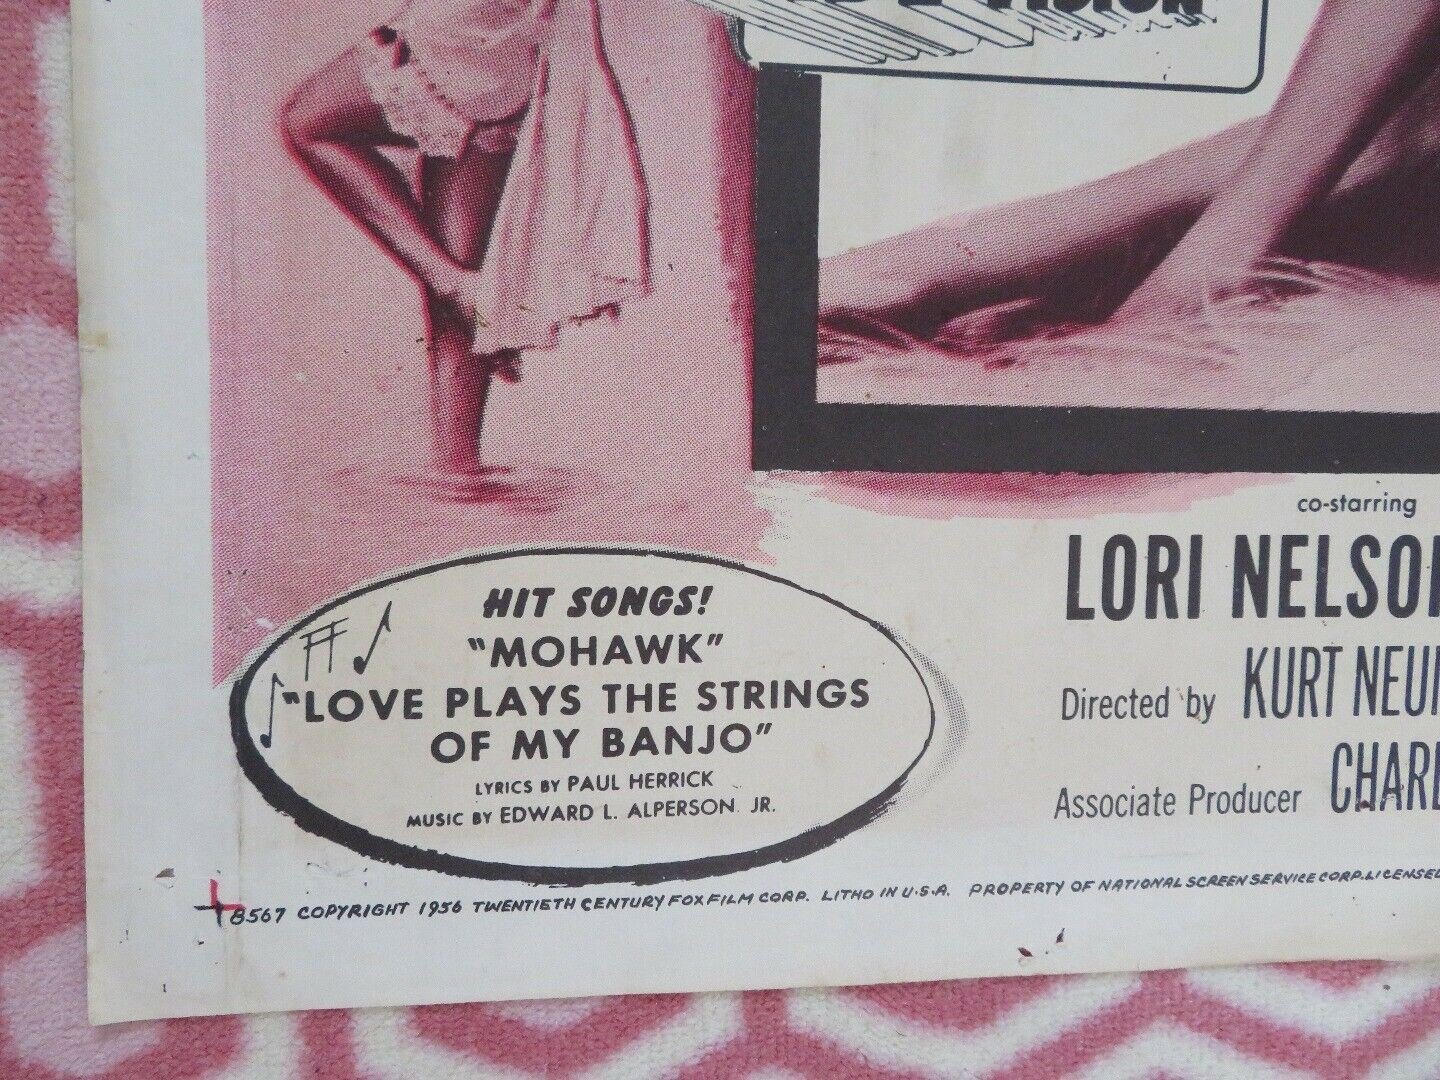 co-starring
LORI NELSO
HIT SONGS!
"MOHAWK"
"LOVE PLAYS THE STRINGS
OF MY BANJO"
LYRICS BY PAUL HERRICK
MUSIC BY EDWARD L. ALPERSON JR.
Directed by KURT NEU
Associate Producer CHAR
8567 COPYRIGHT 1956 TWENTIETH CENTURY FOX FILM CORP. LITHO IN U.S.A. PROPERTY OF NATIONAL SCREEN SERVICE CORP. LICENSED